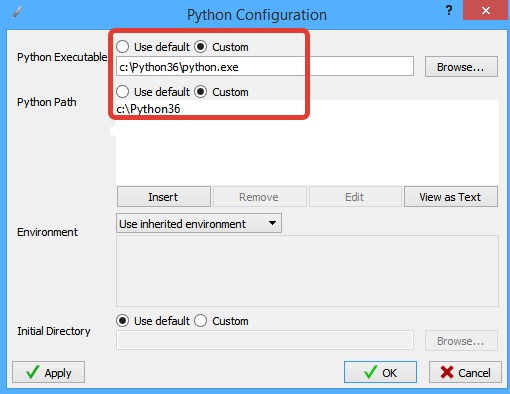 Python Configuration
? X
Use default Custom
Python Executable
c:\Python36\python.exe Browse...
Use default Custom
Python Path
c:\Python36
Insert Remove Edit View as Text
Environment Use inherited environment
Use default Custom
Initial Directory
Browse...
Apply OK Cancel